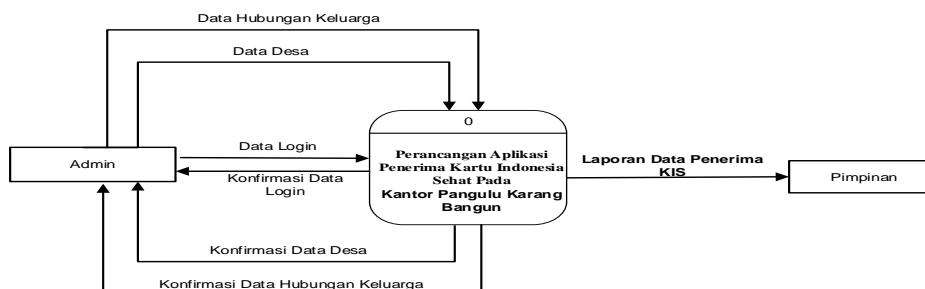 Data Hubungan Keluarga
Data Desa
0
Admin
Data Login
Konfirmasi Data
Login
Perancangan Aplikasi
Penerima Kartu Indonesia
Sehat Pada
Kantor Pangulu Karang
Bangun
Laporan Data Penerima
KIS
Pimpinan
Konfirmasi Data Desa
Konfirmasi Data Hubungan Keluarga